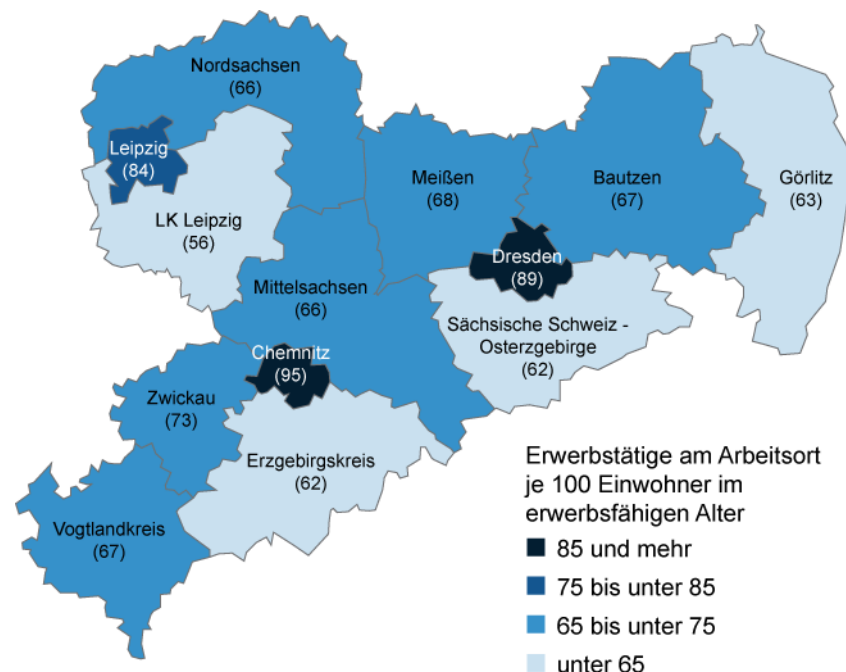 Nordsachsen
(66)
Leipzig
(84)
LK Leipzig
(56)
Meißen
(68)
Bautzen
(67)
Görlitz
(63)
Dresden
(89)
Mittelsachsen
(66)
Sächsische Schweiz -
Osterzgebirge
(62)
Chemnitz
(95)
Zwickau
(73)
Erzgebirgskreis
(62)
Vogtlandkreis
(67)
Erwerbstätige am Arbeitsort
je 100 Einwohner im
erwerbsfähigen Alter
85 und mehr
75 bis unter 85
65 bis unter 75
unter 65